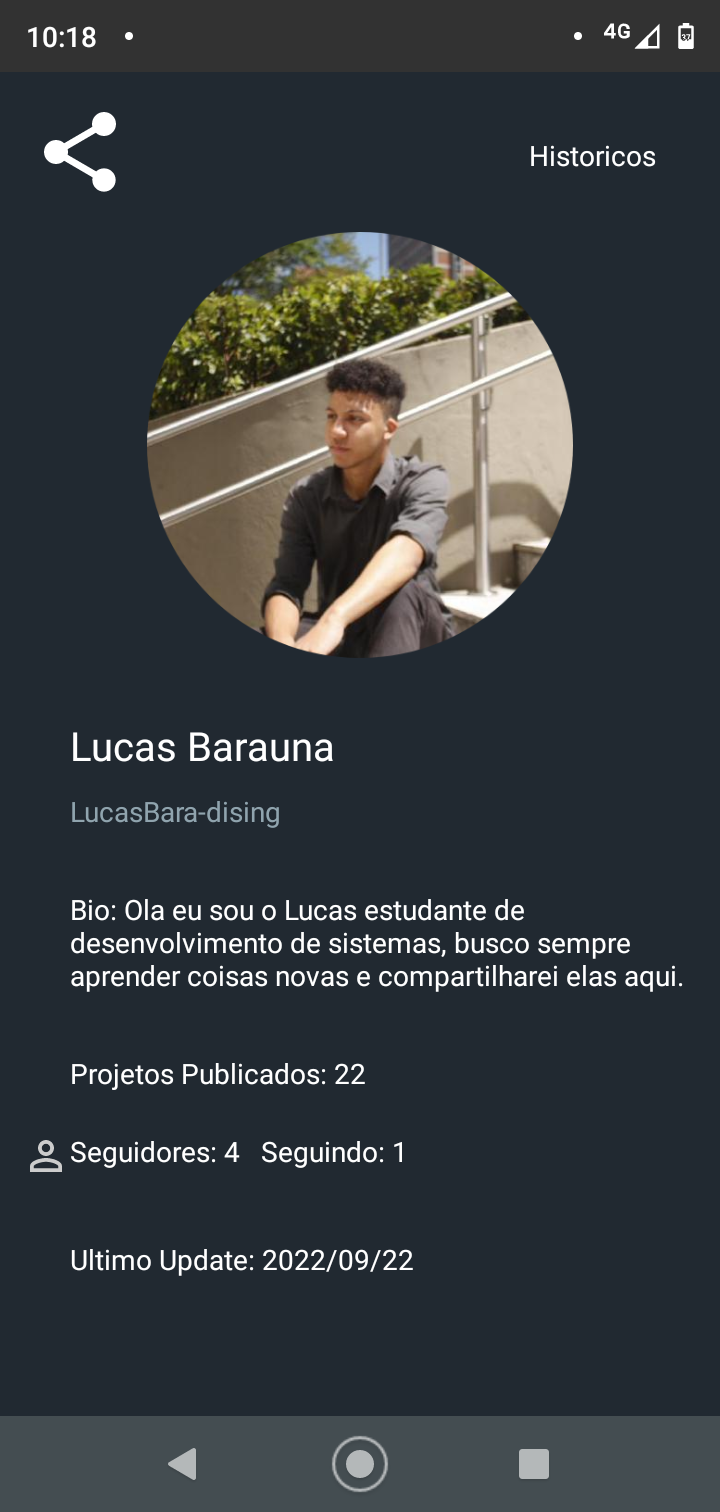 10:18
4G
37
Historicos
Lucas Barauna
LucasBara-dising
Bio: Ola eu sou o Lucas estudante de
desenvolvimento de sistemas, busco sempre
aprender coisas novas e compartilharei elas aqui.
Projetos Publicados: 22
Seguidores: 4 Seguindo: 1
Ultimo Update: 2022/09/22